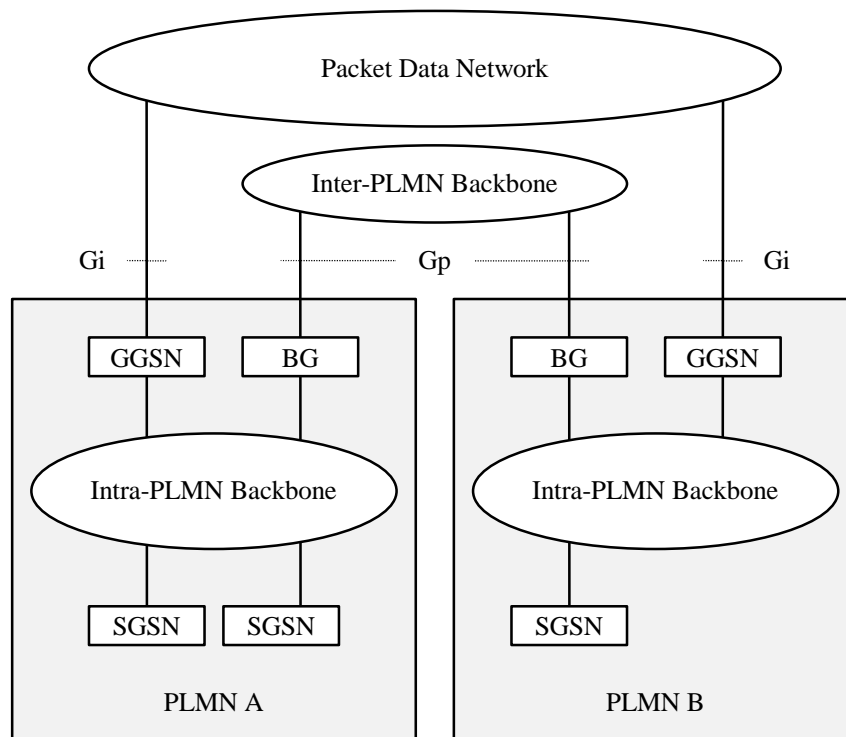 Packet Data Network
Inter-PLMN Backbone
Gi Gp Gi
GGSN BG BG GGSN
Intra-PLMN Backbone Intra-PLMN Backbone
SGSN SGSN SGSN
PLMN A PLMN B